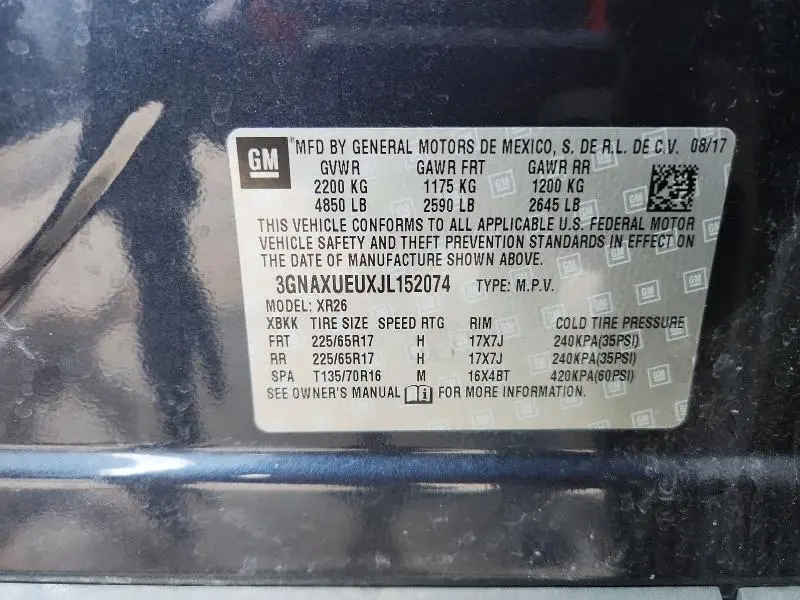 GM ® MFD BY GENERAL MOTORS DE MEXICO, S. DE R.L. DE C.V. 08/17
GVWR GAWR FRT GAWR RR
2200 KG 1175 KG 1200 KG
4850 LB 2590 LB 2645 LB
THIS VEHICLE CONFORMS TO ALL APPLICABLE U.S. FEDERAL MOTOR
VEHICLE SAFETY AND THEFT PREVENTION STANDARDS IN EFFECT ON
THE DATE OF MANUFACTURE SHOWN ABOVE.
3GNAXUEUXJL152074 TYPE: M.P.V.
MODEL: XR26
XBKK TIRE SIZE SPEED RTG RIM COLD TIRE PRESSURE
FRT 225/65R17 H 17X7J 240KPA(35PSI)
RR 225/65R17 H 17X7J 240KPA(35PSI)
SPA T135/70R16 M 16X4BT 420KPA(60PSI)
SEE OWNER'S MANUAL i FOR MORE INFORMATION.